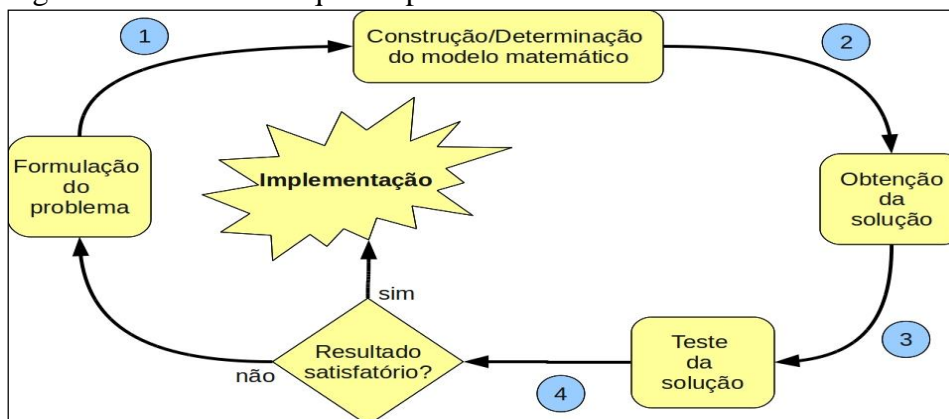 1
Construção/Determinação
do modelo matemático
2
Formulação
do
problema
Implementação
Obtenção
da
solução
sim
3
Resultado
satisfatório?
não
Teste
da
solução
4